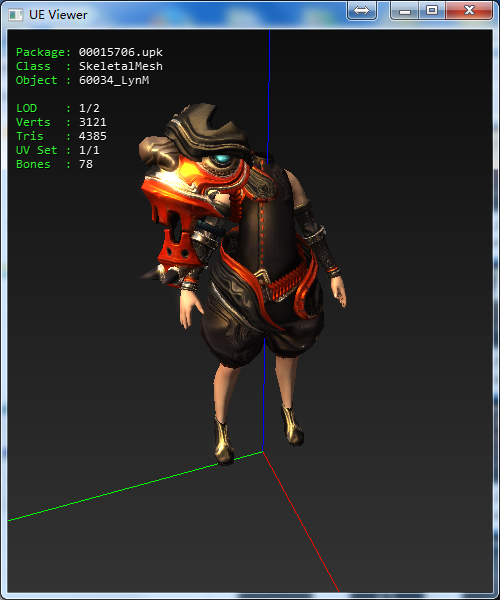 UE Viewer
Package: 00015706.upk
Class : SkeletalMesh
Object : 60034_LynM
LOD : 1/2
Verts : 3121
Tris : 4385
UV Set : 1/1
Bones : 78